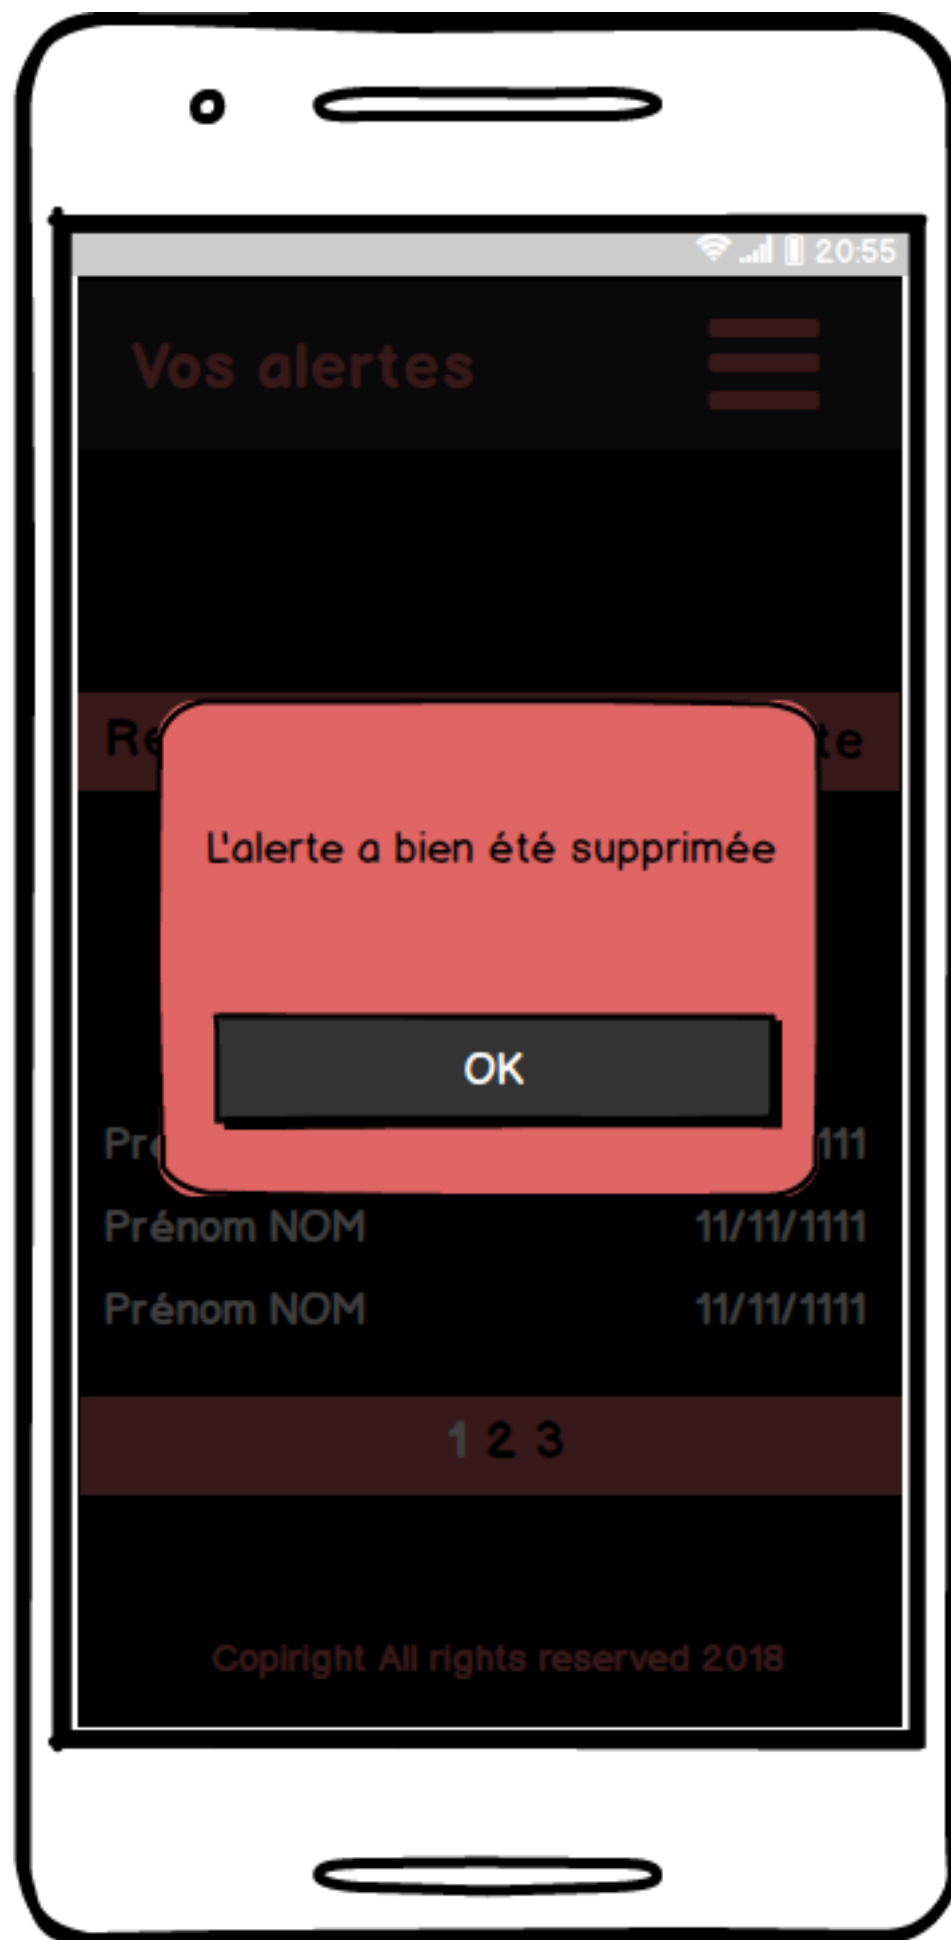 20:55
Vos alertes
L'alerte a bien été supprimée
OK
Prénom NOM 11/11/1111
Prénom NOM 11/11/1111
1 2 3
Copiright All rights reserved 2018